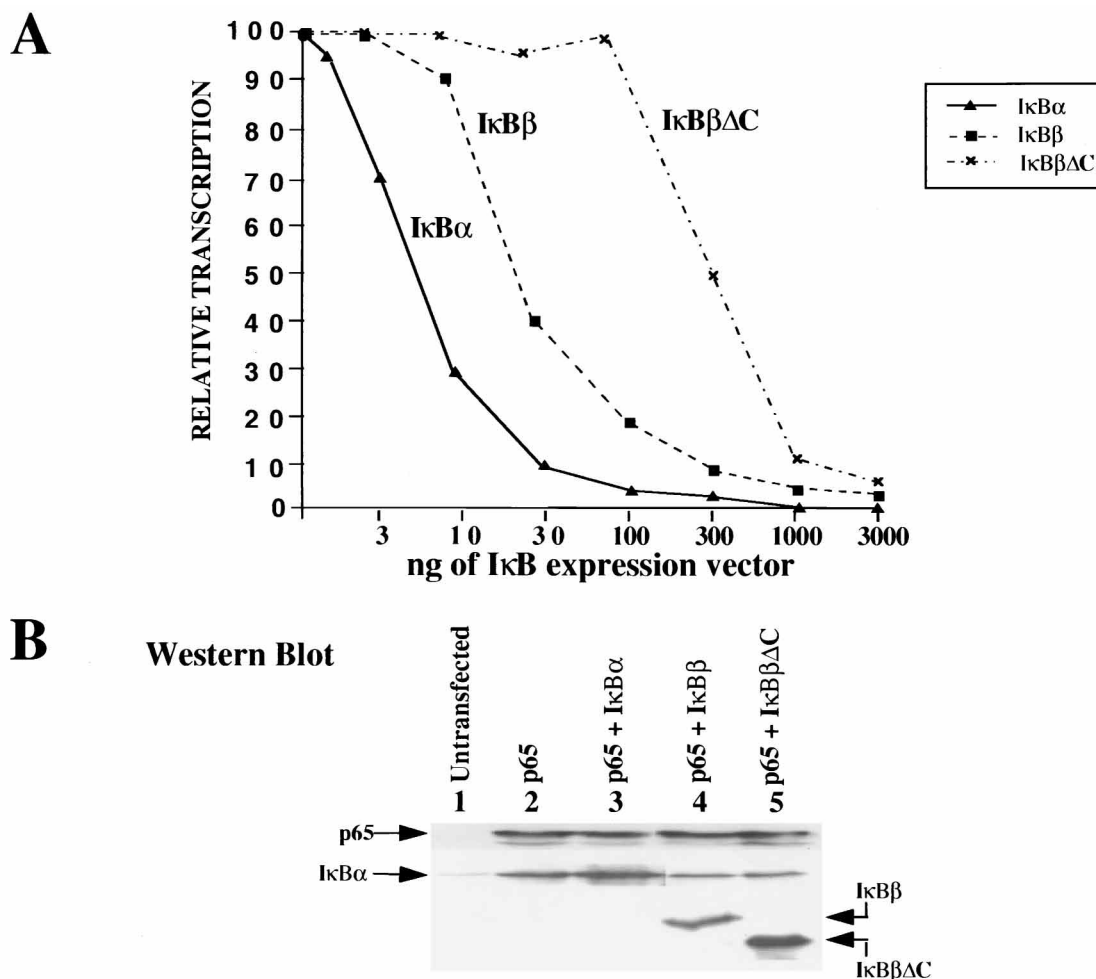 A
RELATIVE TRANSCRIPTION
100
90
80
70
60
50
40
30
20
10
0
IκBα
IκBβ
IκBβΔC
3 10 30 100 300 1000 3000
ng of IκB expression vector
IκBα
IκBβ
IκBβΔC
B
Western Blot
Untransfected
p65
p65 + IκBα
p65 + IκBβ
p65 + IκBβΔC
1 2 3 4 5
p65
IκBα
IκBβ
IκBβΔC